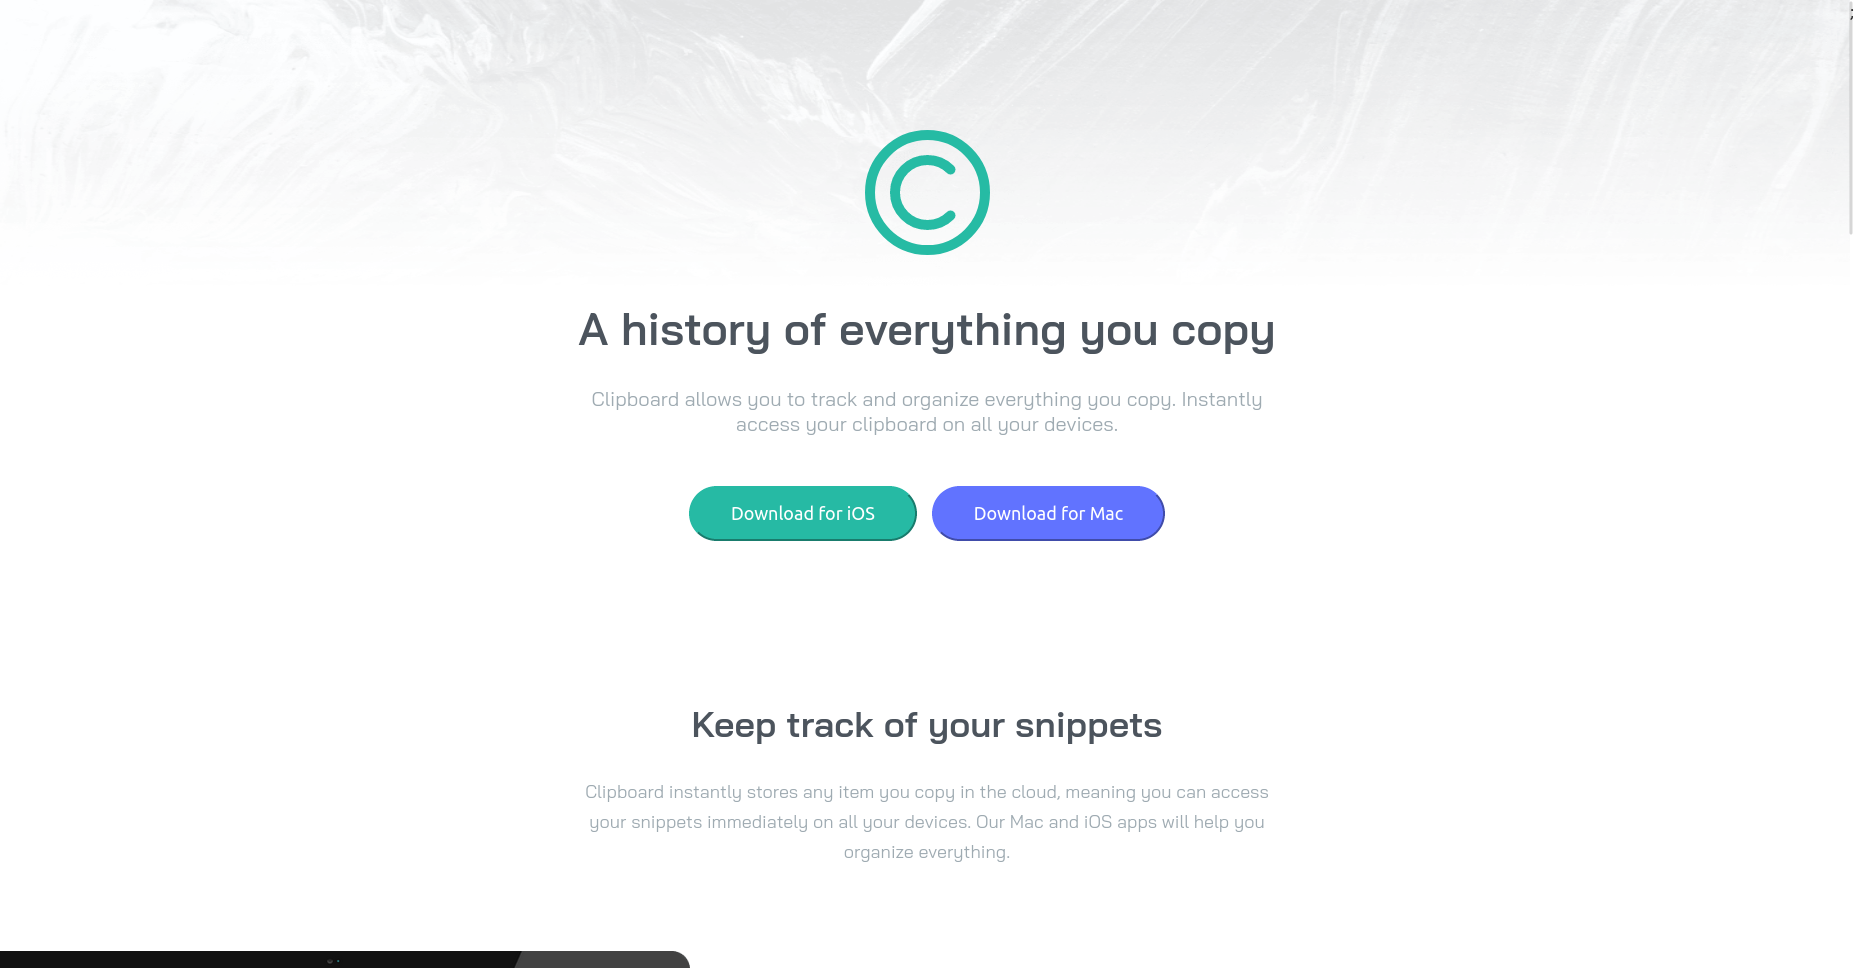 A history of everything you copy
Clipboard allows you to track and organize everything you copy. Instantly
access your clipboard on all your devices.
Download for iOS
Download for Mac
Keep track of your snippets
Clipboard instantly stores any item you copy in the cloud, meaning you can access
your snippets immediately on all your devices. Our Mac and iOS apps will help you
organize everything.